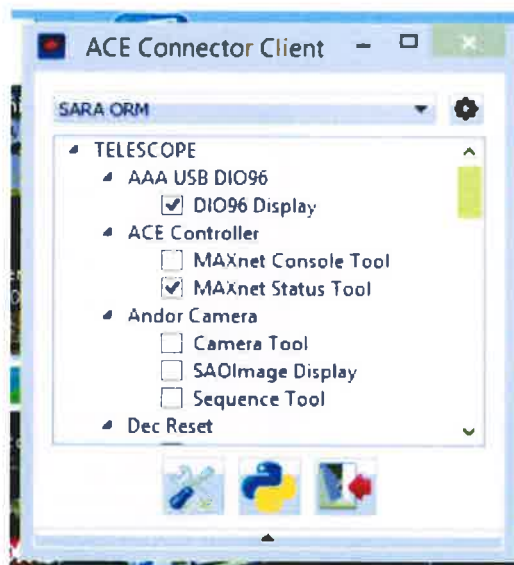 ACE Connector Client
SARA ORM
TELESCOPE
AAA USB DIO96
DIO96 Display
ACE Controller
MAXnet Console Tool
MAXnet Status Tool
Andor Camera
Camera Tool
SAOImage Display
Sequence Tool
Dec Reset